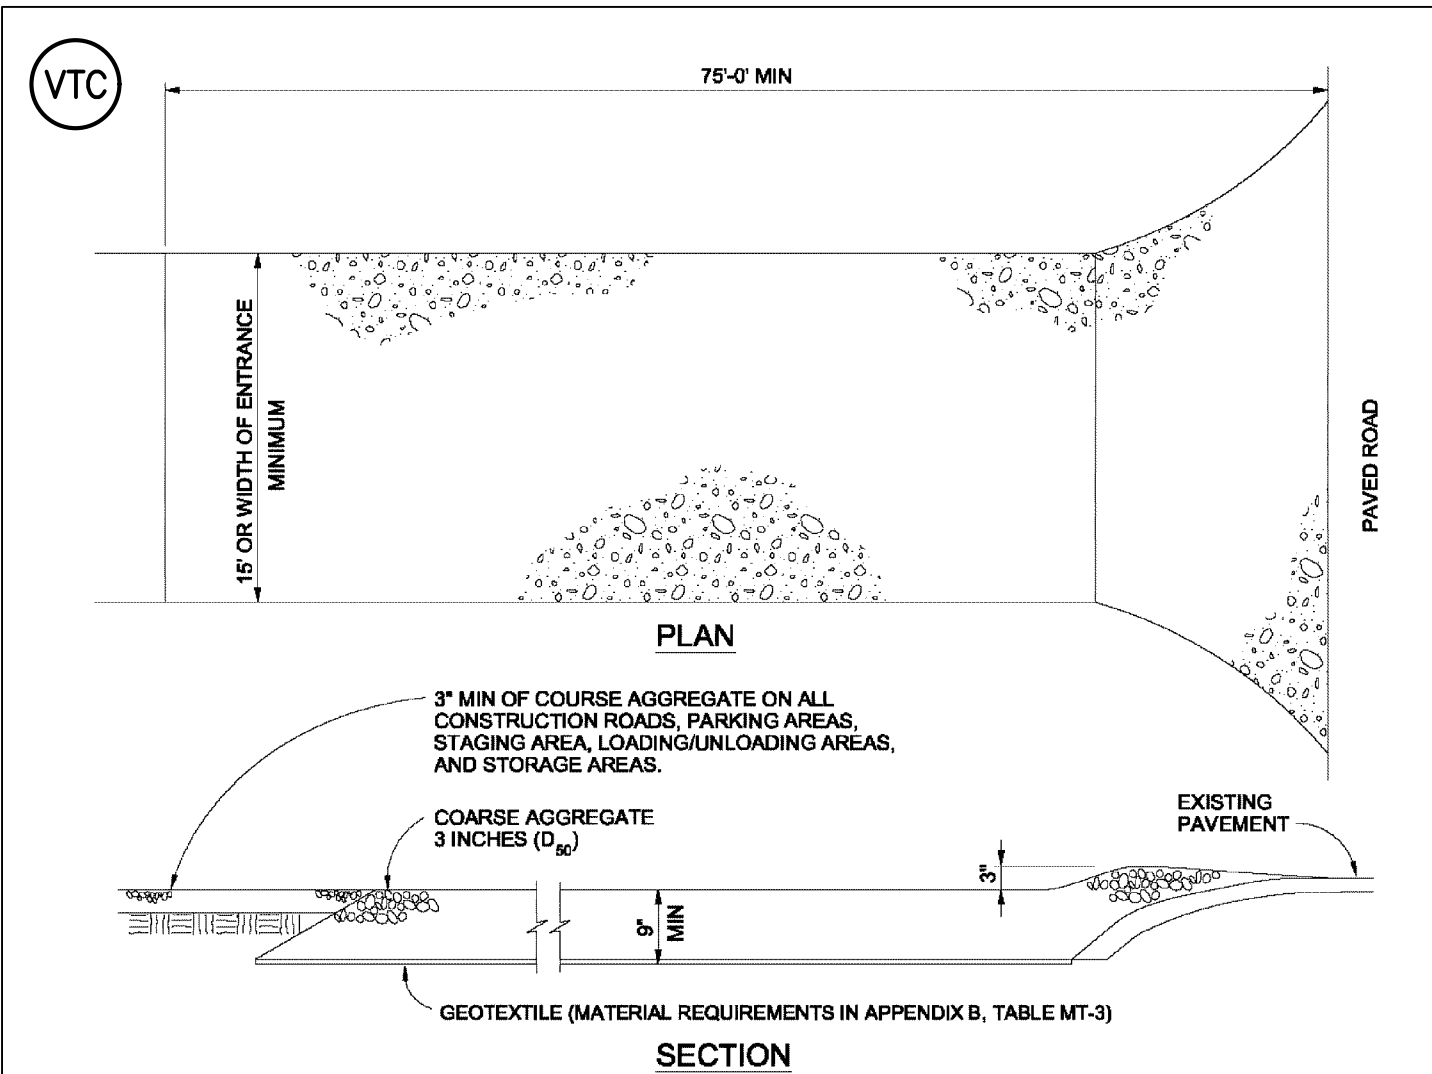 VTC
75'-0' MIN
15' OR WIDTH OF ENTRANCE
MINIMUM
PAVED ROAD
PLAN
3" MIN OF COURSE AGGREGATE ON ALL
CONSTRUCTION ROADS, PARKING AREAS,
STAGING AREA, LOADING/UNLOADING AREAS,
AND STORAGE AREAS.
COARSE AGGREGATE
3 INCHES (D50)
EXISTING
PAVEMENT
3"
9"
MIN
GEOTEXTILE (MATERIAL REQUIREMENTS IN APPENDIX B, TABLE MT-3)
SECTION